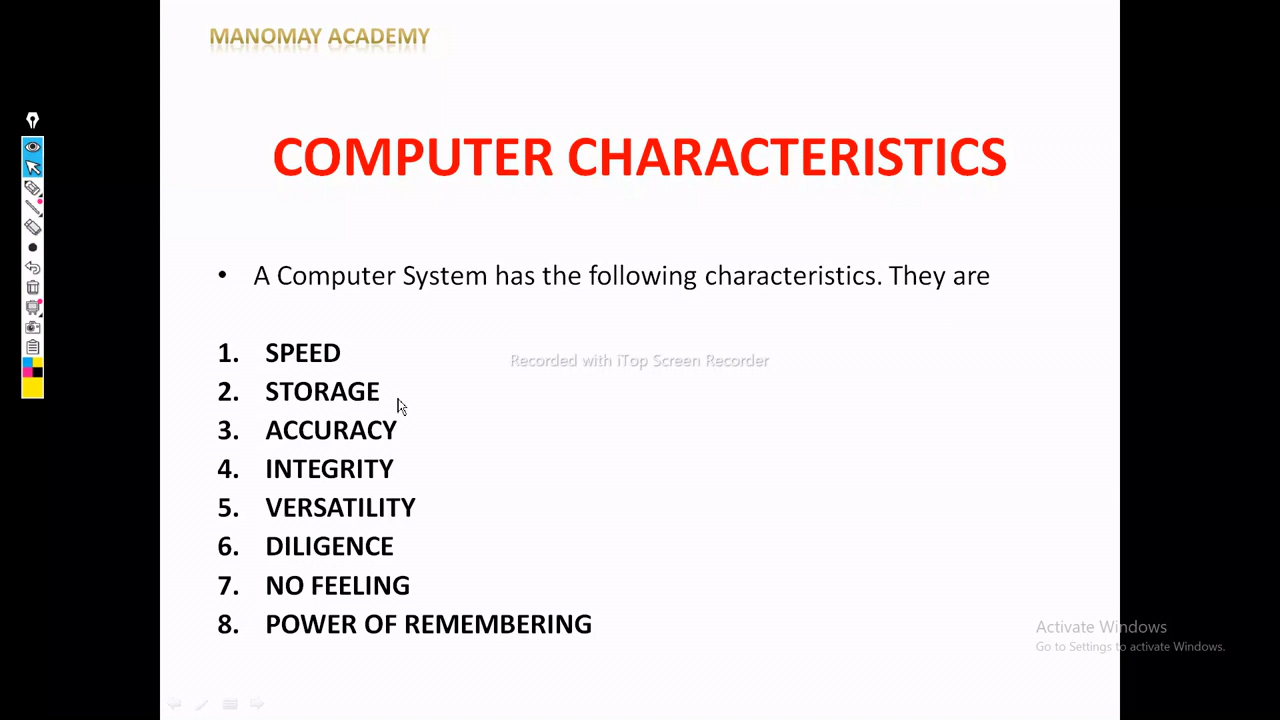 MANOMAY ACADEMY
COMPUTER CHARACTERISTICS
• A Computer System has the following characteristics. They are
1. SPEED
Recorded with iTop Screen Recorder
2. STORAGE
3. ACCURACY
4. INTEGRITY
5. VERSATILITY
6. DILIGENCE
7. NO FEELING
8. POWER OF REMEMBERING
Activate Windows
Go to Settings to activate Windows.